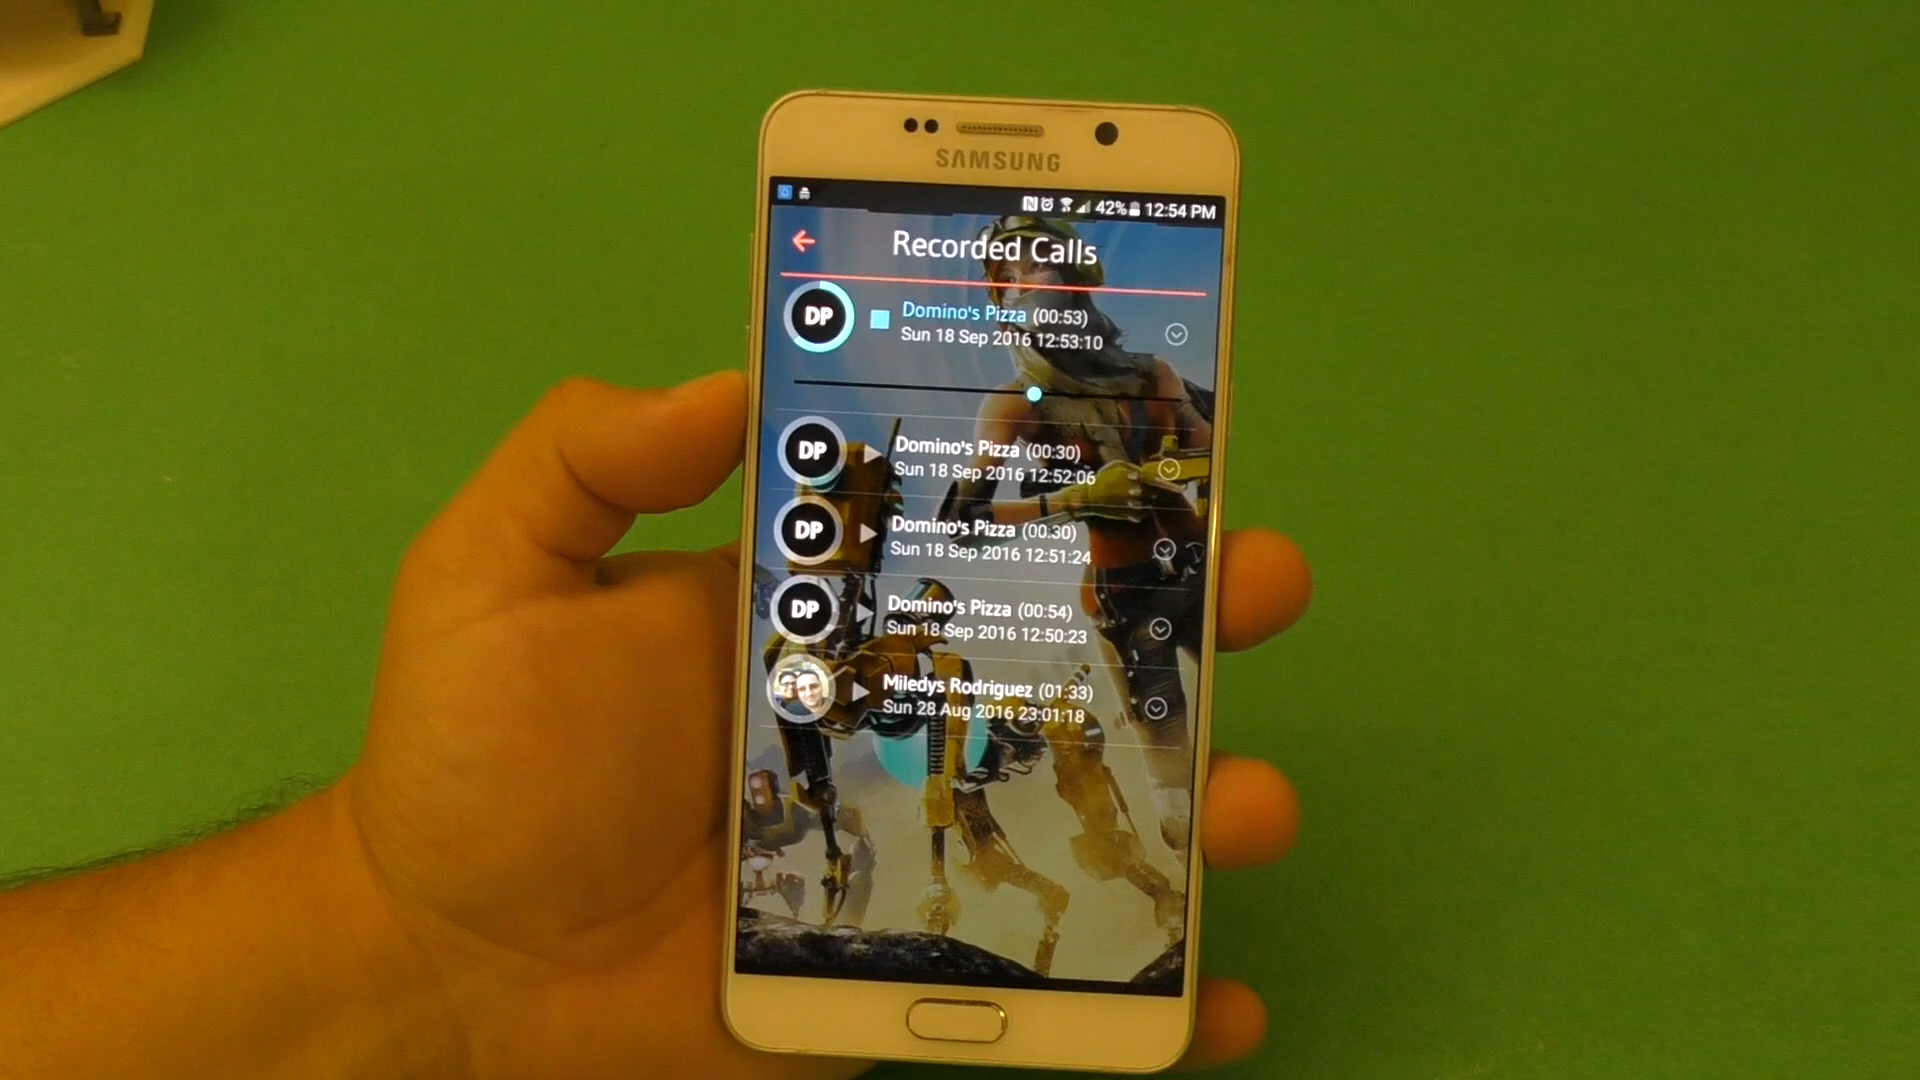 SAMSUNG
42% 12:54 PM
Recorded Calls
DP
Domino's Pizza (00:53)
Sun 18 Sep 2016 12:53:10
DP
Domino's Pizza (00:30)
Sun 18 Sep 2016 12:52:06
DP
Domino's Pizza (00:30)
Sun 18 Sep 2016 12:51:24
DP
Domino's Pizza (00:54)
Sun 18 Sep 2016 12:50:23
Miledys Rodriguez (01:33)
Sun 28 Aug 2016 23:01:18